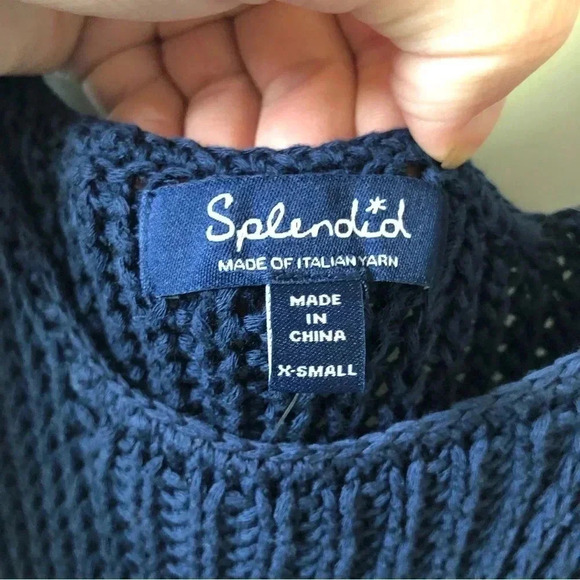 Splendid
MADE OF ITALIAN YARN
MADE
IN
CHINA
X-SMALL